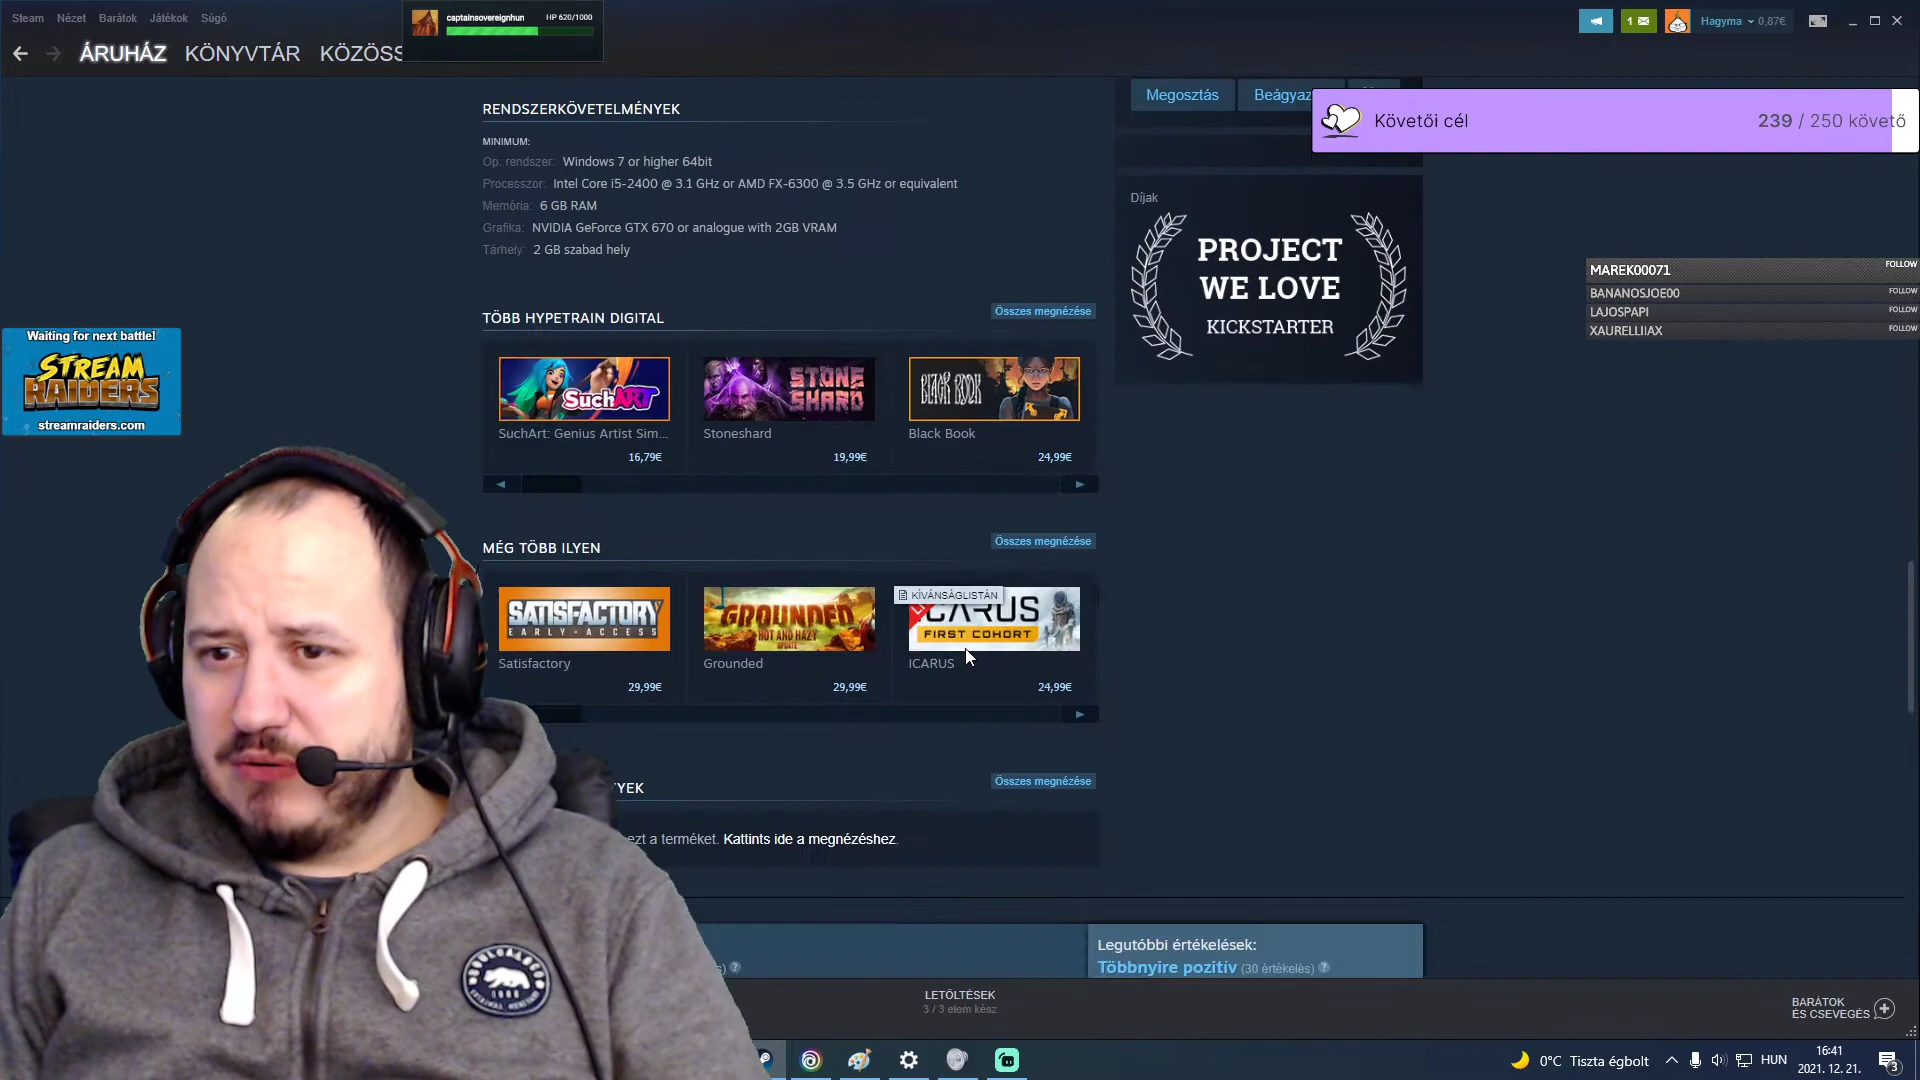 Steam Nézet Barátok Játékok Súgó
captainsovereignhun HP 620/1000
1
Hagyma 0,87€
ÁRUHÁZ KÖNYVTÁR KÖZÖSS
RENDSZERKÖVETELMÉNYEK
MINIMUM:
Op. rendszer: Windows 7 or higher 64bit
Processzor: Intel Core i5-2400 @ 3.1 GHz or AMD FX-6300 @ 3.5 GHz or equivalent
Memória: 6 GB RAM
Grafika: NVIDIA GeForce GTX 670 or analogue with 2GB VRAM
Tárhely: 2 GB szabad hely
Megosztás Beágyaz
Követői cél 239 / 250 követő
Díjak
PROJECT
WE LOVE
KICKSTARTER
MAREK00071 FOLLOW
BANANOSJOE00 FOLLOW
LAJOSPAPI FOLLOW
XAURELLIIAX FOLLOW
Waiting for next battle!
STREAM
RAIDERS
streamraiders.com
TÖBB HYPETRAIN DIGITAL Összes megnézése
SuchART
STONE
SHARD
BLACK BOOK
SuchArt: Genius Artist Sim... Stoneshard Black Book
16,79€ 19,99€ 24,99€
MÉG TÖBB ILYEN Összes megnézése
SATISFACTORY
EARLY·ACCESS
GROUNDED
HOT AND HAZY
UPDATE
KÍVÁNSÁGLISTÁN
ICARUS
FIRST COHORT
Satisfactory Grounded ICARUS
29,99€ 29,99€ 24,99€
YEK Összes megnézése
ezt a terméket. Kattints ide a megnézéshez.
Legutóbbi értékelések:
s) ? Többnyire pozitív (30 értékelés) ?
LETÖLTÉSEK
3 / 3 elem kész
BARÁTOK
ÉS CSEVEGÉS
0°C Tiszta égbolt HUN
16:41
2021. 12. 21.
3